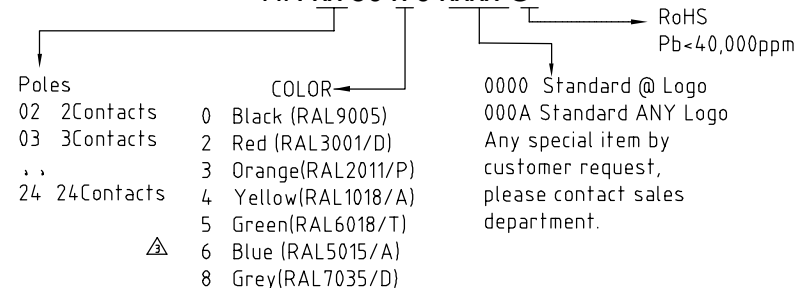 RoHS
Pb<40,000ppm
Poles
02 2Contacts
03 3Contacts
، ،
24 24Contacts
COLOR
0 Black (RAL9005)
2 Red (RAL3001/D)
3 Orange(RAL2011/P)
4 Yellow(RAL1018/A)
5 Green(RAL6018/T)
3
6 Blue (RAL5015/A)
8 Grey(RAL7035/D)
0000 Standard @ Logo
000A Standard ANY Logo
Any special item by
customer request,
please contact sales
department.